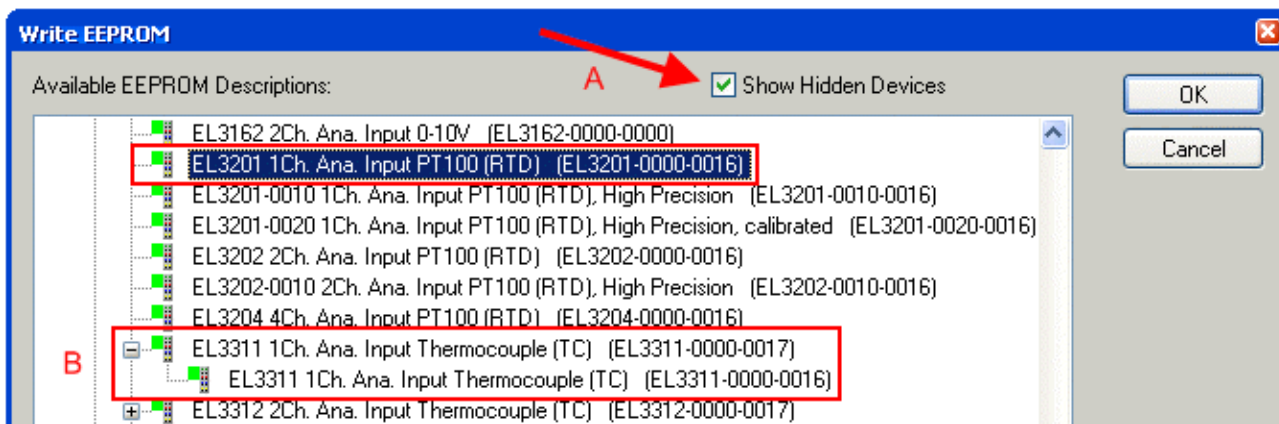 Write EEPROM
A
Available EEPROM Descriptions:
Show Hidden Devices
OK
Cancel
EL3162 2Ch. Ana. Input 0-10V (EL3162-0000-0000)
EL3201 1Ch. Ana. Input PT100 (RTD) (EL3201-0000-0016)
EL3201-0010 1Ch. Ana. Input PT100 (RTD), High Precision (EL3201-0010-0016)
EL3201-0020 1Ch. Ana. Input PT100 (RTD), High Precision, calibrated (EL3201-0020-0016)
EL3202 2Ch. Ana. Input PT100 (RTD) (EL3202-0000-0016)
EL3202-0010 2Ch. Ana. Input PT100 (RTD), High Precision (EL3202-0010-0016)
EL3204 4Ch. Ana. Input PT100 (RTD) (EL3204-0000-0016)
B
EL3311 1Ch. Ana. Input Thermocouple (TC) (EL3311-0000-0017)
EL3311 1Ch. Ana. Input Thermocouple (TC) (EL3311-0000-0016)
EL3312 2Ch. Ana. Input Thermocouple (TC) (EL3312-0000-0017)